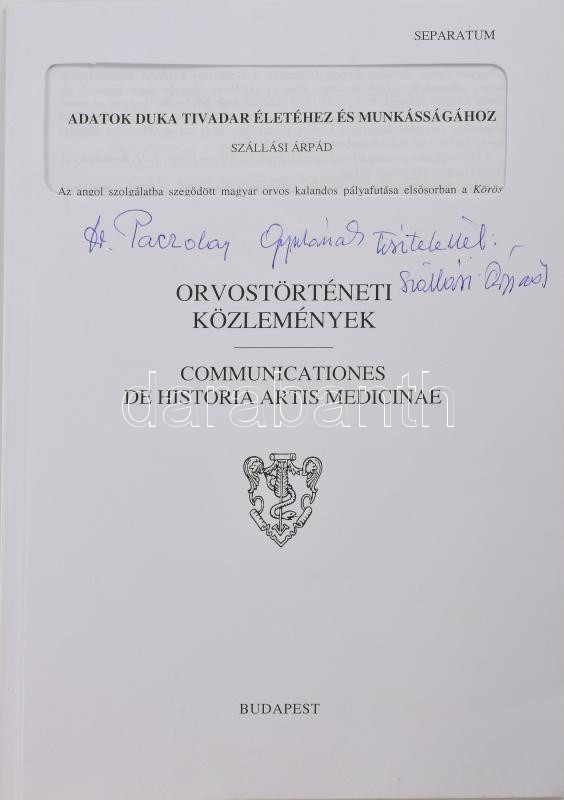 SEPARATUM
ADATOK DUKA TIVADAR ÉLETÉHEZ ÉS MUNKÁSSÁGÁHOZ
SZÁLLÁSI ÁRPÁD
Az angol szolgálatba szegődött magyar orvos kalandos pályafutása elsősorban a Körös
Dr. Paczolay Gyulának tisztelettel:
Szállási Árpád
ORVOSTÖRTÉNETI
KÖZLEMÉNYEK
COMMUNICATIONES
DE HISTORIA ARTIS MEDICINAE
darabanth
BUDAPEST